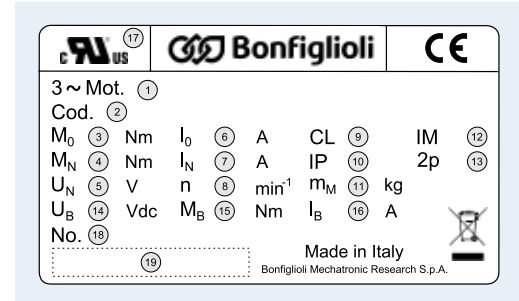 c RU US 17 Bonfiglioli CE
3 ~ Mot. 1
Cod. 2
M0 3 Nm I0 6 A CL 9 IM 12
MN 4 Nm IN 7 A IP 10 2p 13
UN 5 V n 8 min-1 mM 11 kg
UB 14 Vdc MB 15 Nm IB 16 A
No. 18
19
Made in Italy
Bonfiglioli Mechatronic Research S.p.A.